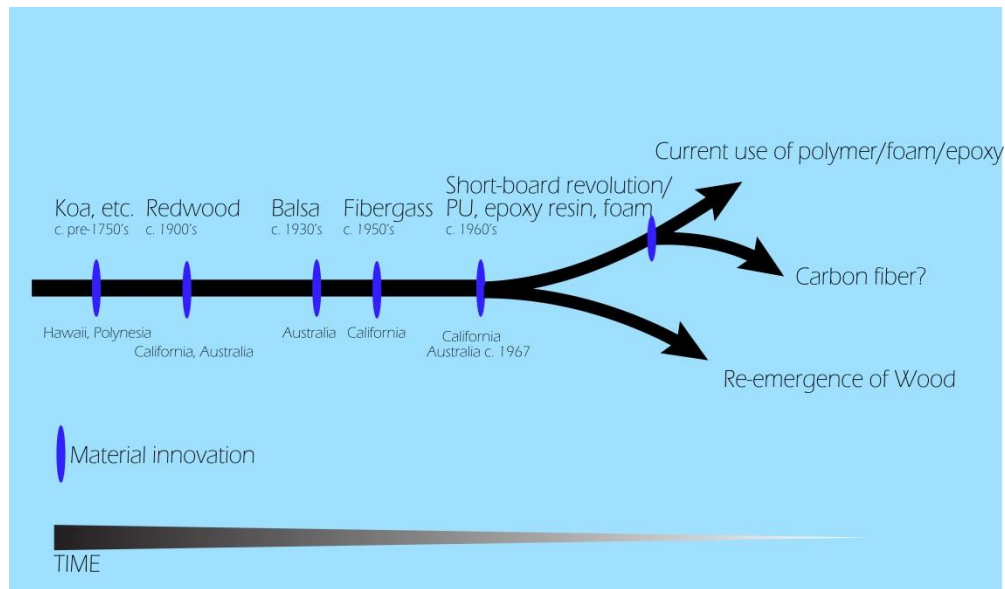 Current use of polymer/foam/epoxy
Short-board revolution/
Koa, etc. Redwood Balsa Fibergass PU, epoxy resin, foam
c. pre-1750's c. 1900's c. 1930's c. 1950's c. 1960's
Carbon fiber?
Hawaii, Polynesia Australia California California
California, Australia Australia c. 1967
Re-emergence of Wood
Material innovation
TIME